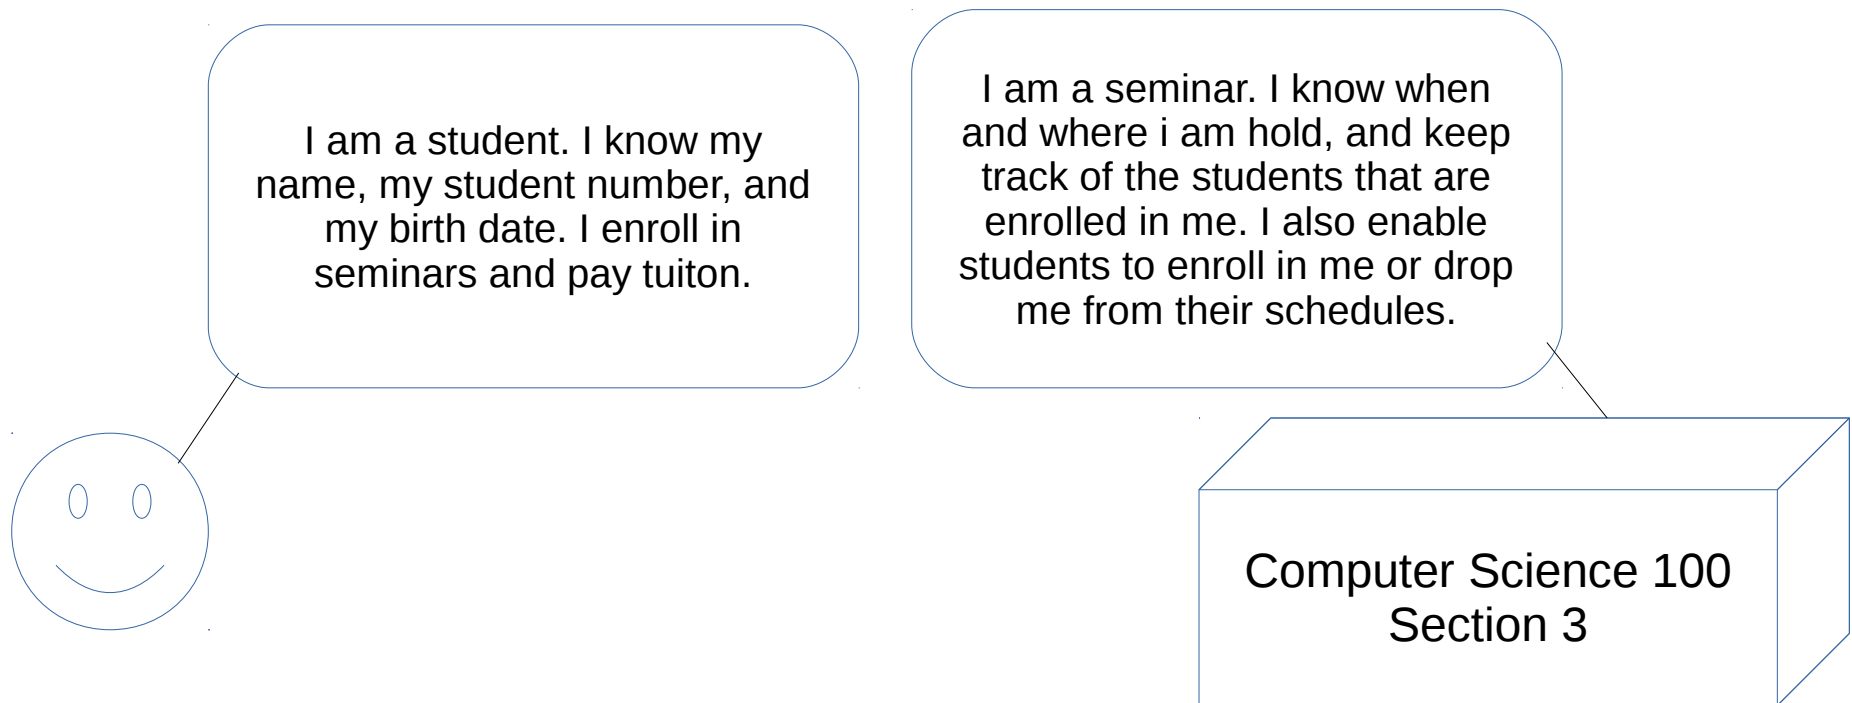 I am a student. I know my
name, my student number, and
my birth date. I enroll in
seminars and pay tuiton.
I am a seminar. I know when
and where i am hold, and keep
track of the students that are
enrolled in me. I also enable
students to enroll in me or drop
me from their schedules.
Computer Science 100
Section 3